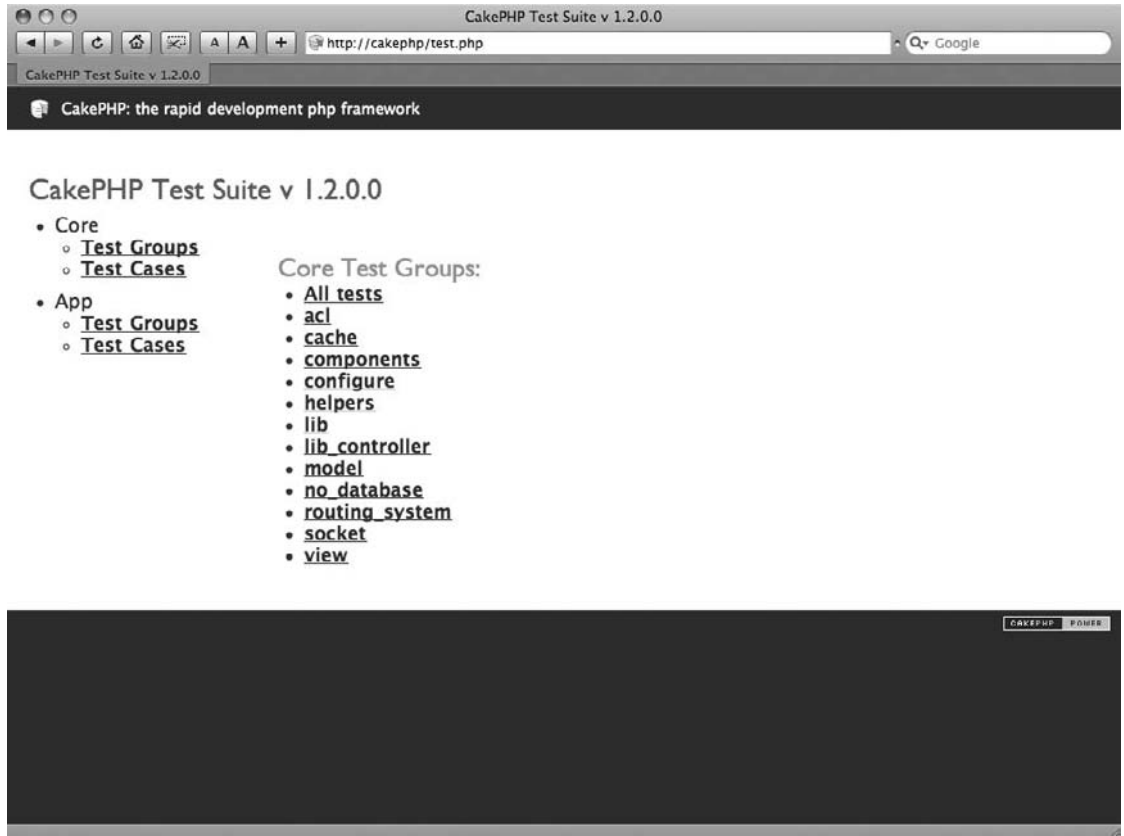 CakePHP Test Suite v 1.2.0.0
A A + http://cakephp/test.php Google
CakePHP Test Suite v 1.2.0.0
CakePHP: the rapid development php framework
CakePHP Test Suite v 1.2.0.0
• Core
◦ Test Groups
◦ Test Cases
• App
◦ Test Groups
◦ Test Cases
Core Test Groups:
• All tests
• acl
• cache
• components
• configure
• helpers
• lib
• lib_controller
• model
• no_database
• routing_system
• socket
• view
CAKEPHP POWER